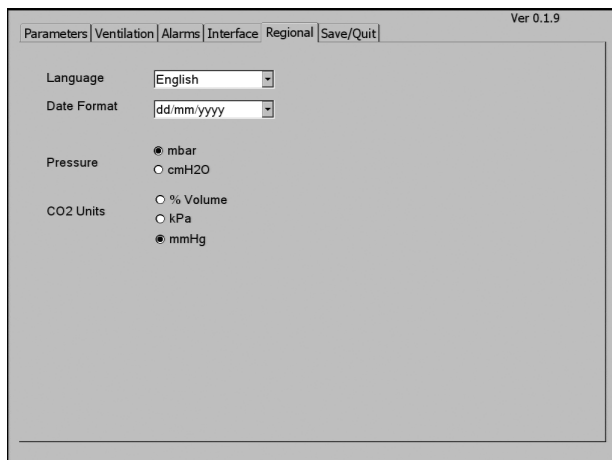 Ver 0.1.9
Parameters Ventilation Alarms Interface Regional Save/Quit
Language English
Date Format dd/mm/yyyy
Pressure
mbar
cmH2O
CO2 Units
% Volume
kPa
mmHg